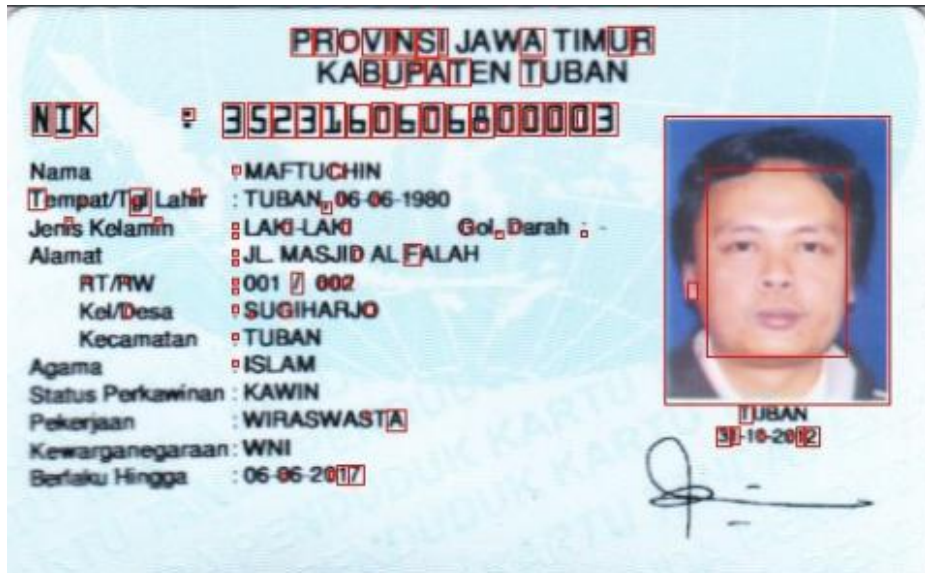 PROVINSI JAWA TIMUR
KABUPATEN TUBAN
NIK : 3523160606800003
Nama : MAFTUCHIN
Tempat/Tgl Lahir : TUBAN, 06-06-1980
Jenis Kelamin : LAKI-LAKI Gol. Darah : -
Alamat : JL. MASJID AL FALAH
RT/RW : 001 / 002
Kel/Desa : SUGIHARJO
Kecamatan : TUBAN
Agama : ISLAM
Status Perkawinan : KAWIN
Pekerjaan : WIRASWASTA
Kewarganegaraan : WNI
Berlaku Hingga : 06-06-2017
TUBAN
31-10-2012